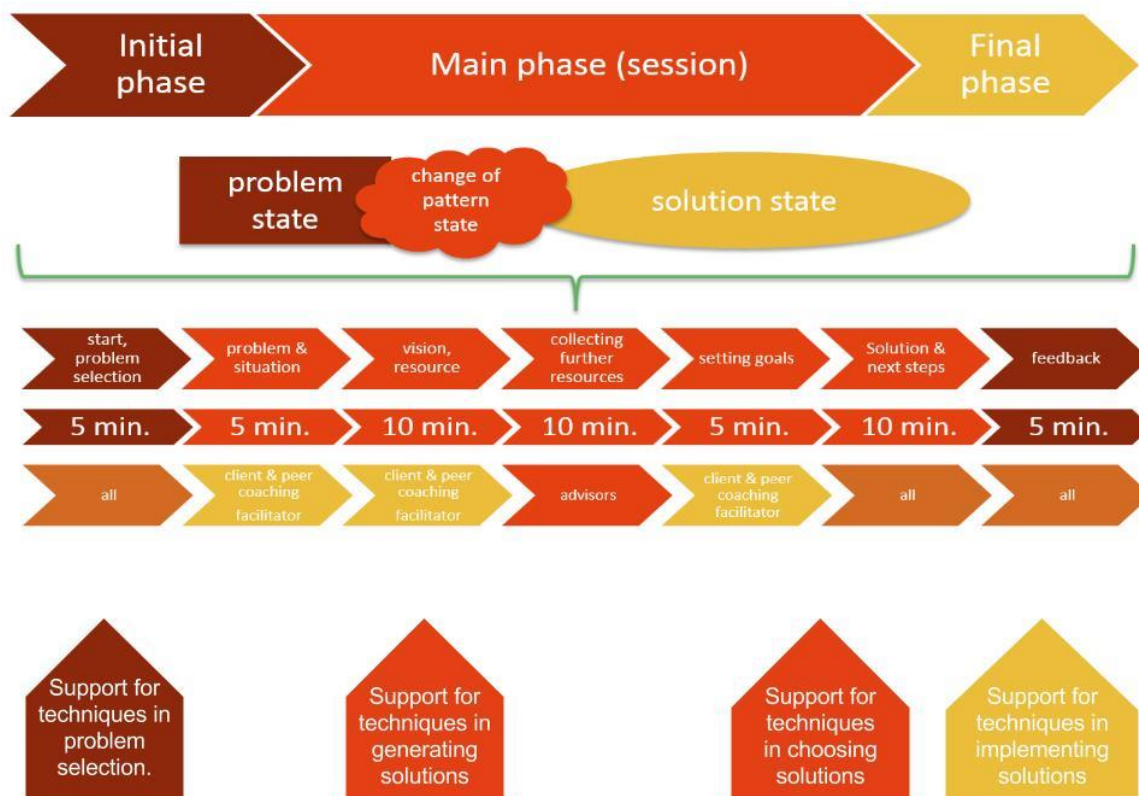 Initial
phase
Main phase (session)
Final
phase
problem
state
change of
pattern
state
solution state
start,
problem
selection
problem &
situation
vision,
resource
collecting
further
resources
setting goals
Solution &
next steps
feedback
5 min.
5 min.
10 min.
10 min.
5 min.
10 min.
5 min.
all
client & peer
coaching
facilitator
client & peer
coaching
facilitator
advisors
client & peer
coaching
facilitator
all
all
Support for
techniques in
problem
selection.
Support for
techniques in
generating
solutions
Support for
techniques
in choosing
solutions
Support for
techniques in
implementing
solutions